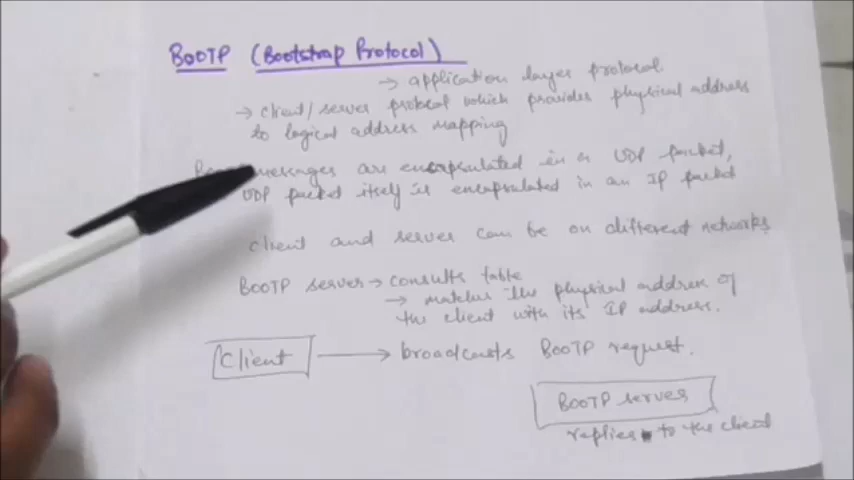 BOOTP (Bootstrap Protocol)
→ application layer protocol.
→ client/server protocol which provides physical address
to logical address mapping
messages are encapsulated in a UDP packet,
UDP packet itself is encapsulated in an IP packet
client and server can be on different networks
BOOTP server → consults table
→ matches the physical address of
the client with its IP address.
Client → broadcasts BOOTP request.
BOOTP server
replies to the client